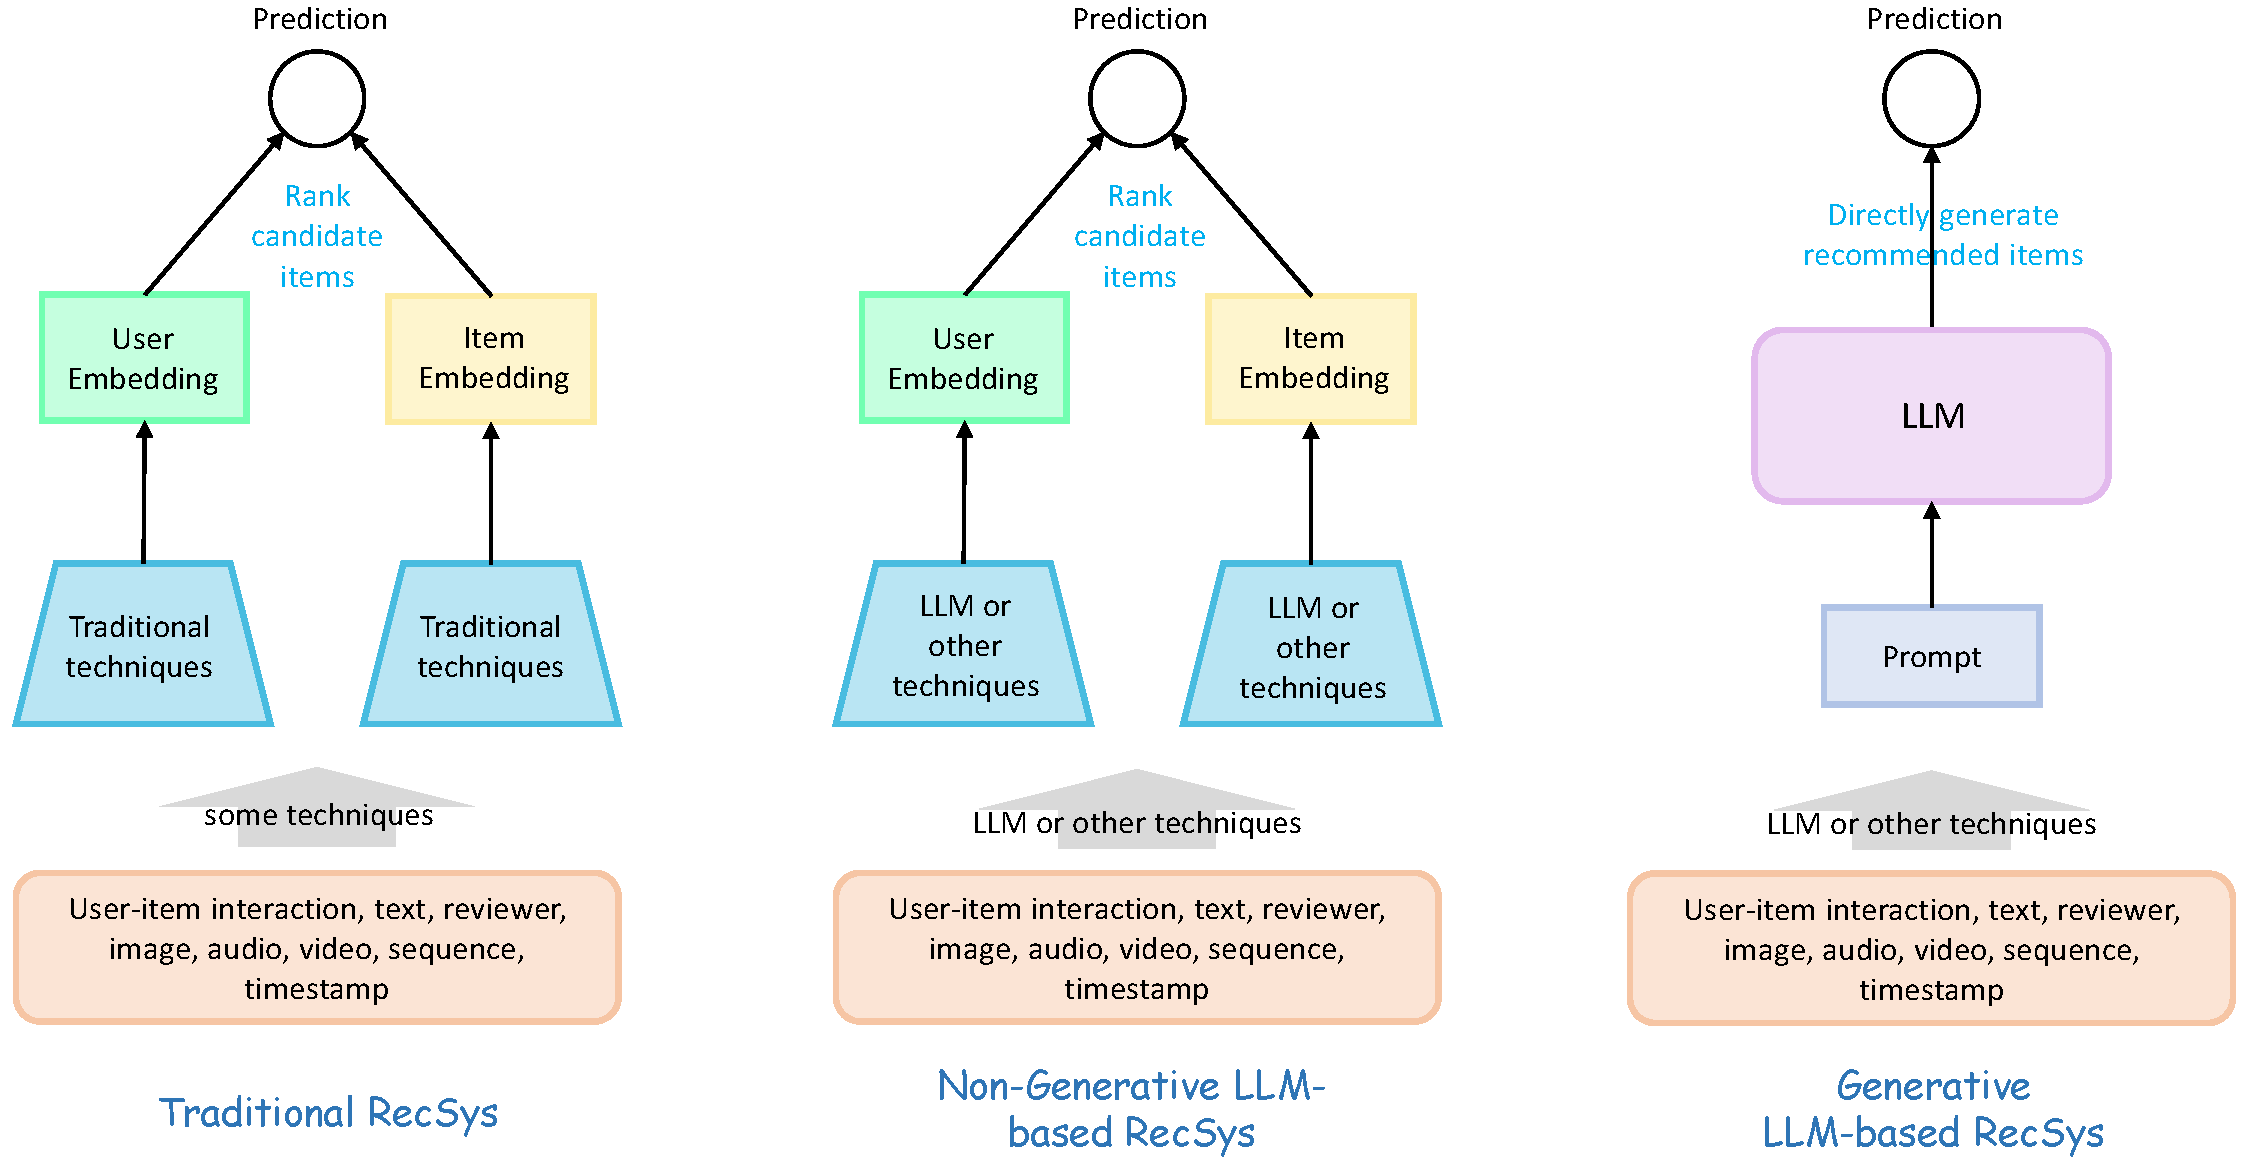 Prediction
Rank
candidate
items
User
Embedding
Item
Embedding
Traditional
techniques
Traditional
techniques
some techniques
User-item interaction, text, reviewer,
image, audio, video, sequence,
timestamp
Traditional RecSys
Prediction
Rank
candidate
items
User
Embedding
Item
Embedding
LLM or
other
techniques
LLM or
other
techniques
LLM or other techniques
User-item interaction, text, reviewer,
image, audio, video, sequence,
timestamp
Non-Generative LLM-
based RecSys
Prediction
Directly generate
recommended items
LLM
Prompt
LLM or other techniques
User-item interaction, text, reviewer,
image, audio, video, sequence,
timestamp
Generative
LLM-based RecSys